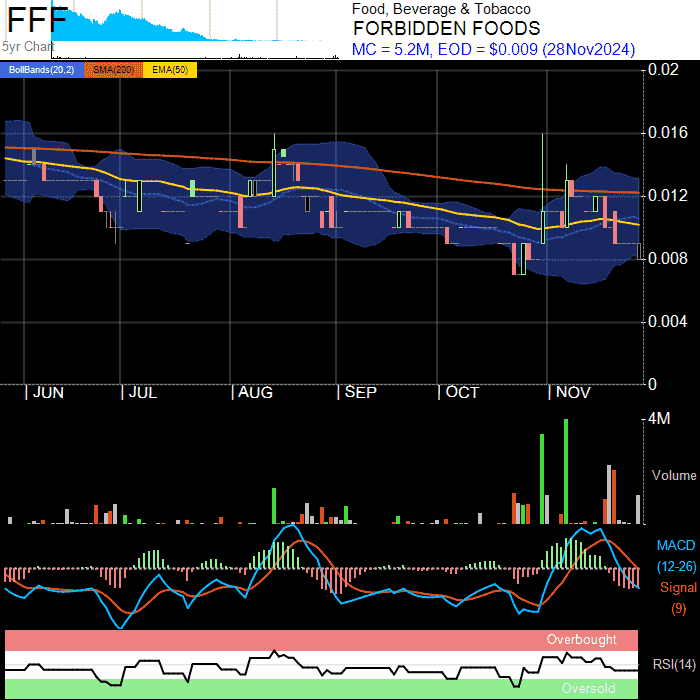 FFF
5yr Chart
Food, Beverage & Tobacco
FORBIDDEN FOODS
MC = 5.2M, EOD = $0.009 (28Nov2024)
BollBands(20,2) SMA(200) EMA(50)
0.02
0.016
0.012
0.008
0.004
0
JUN JUL AUG SEP OCT NOV
4M
Volume
MACD
(12-26)
Signal
(9)
Overbought
RSI(14)
Oversold